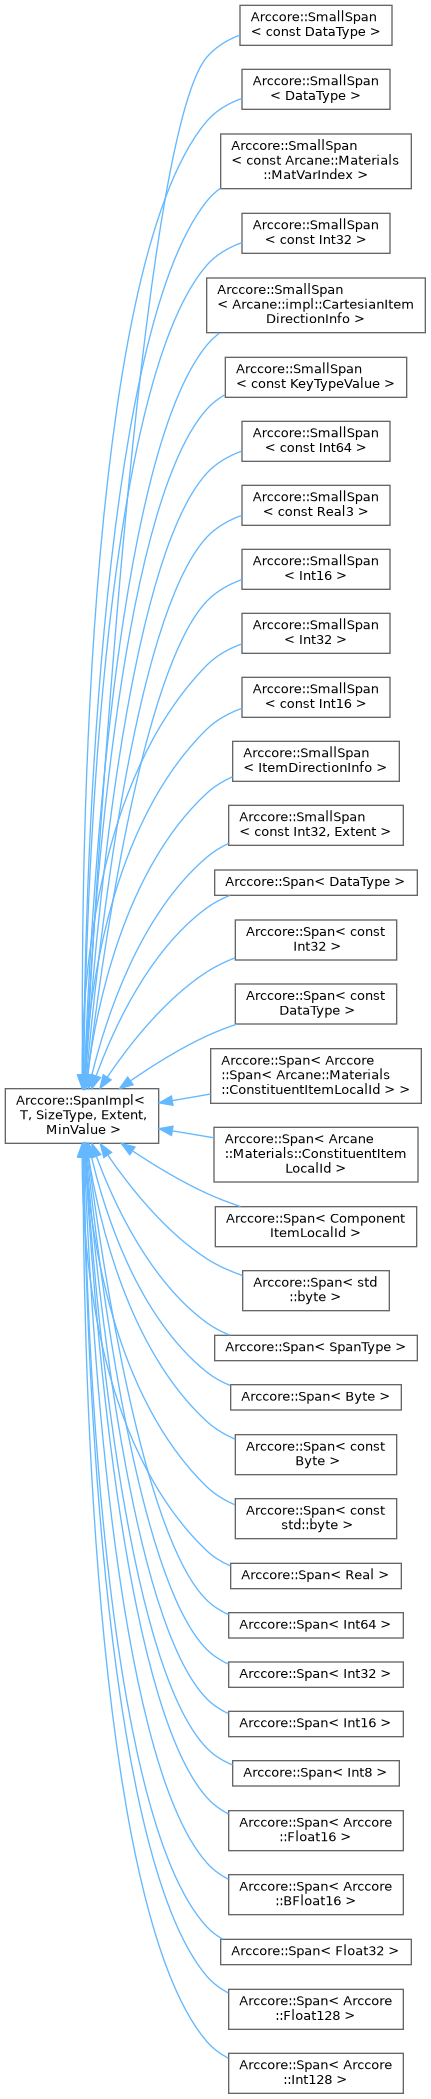 Arccore::SmallSpan
< const DataType >
Arccore::SmallSpan
< DataType >
Arccore::SmallSpan
< const Arcane::Materials
::MatVarIndex >
Arccore::SmallSpan
< const Int32 >
Arccore::SmallSpan
< Arcane::impl::CartesianItem
DirectionInfo >
Arccore::SmallSpan
< const KeyTypeValue >
Arccore::SmallSpan
< const Int64 >
Arccore::SmallSpan
< const Real3 >
Arccore::SmallSpan
< Int16 >
Arccore::SmallSpan
< Int32 >
Arccore::SmallSpan
< const Int16 >
Arccore::SmallSpan
< ItemDirectionInfo >
Arccore::SmallSpan
< const Int32, Extent >
Arccore::Span< DataType >
Arccore::Span< const
Int32 >
Arccore::Span< const
DataType >
Arccore::Span< Arccore
::Span< Arcane::Materials
::ConstituentItemLocalId > >
Arccore::SpanImpl<
T, SizeType, Extent,
MinValue >
Arccore::Span< Arcane
::Materials::ConstituentItem
LocalId >
Arccore::Span< Component
ItemLocalId >
Arccore::Span< std
::byte >
Arccore::Span< SpanType >
Arccore::Span< Byte >
Arccore::Span< const
Byte >
Arccore::Span< const
std::byte >
Arccore::Span< Real >
Arccore::Span< Int64 >
Arccore::Span< Int32 >
Arccore::Span< Int16 >
Arccore::Span< Int8 >
Arccore::Span< Arccore
::Float16 >
Arccore::Span< Arccore
::BFloat16 >
Arccore::Span< Float32 >
Arccore::Span< Arccore
::Float128 >
Arccore::Span< Arccore
::Int128 >